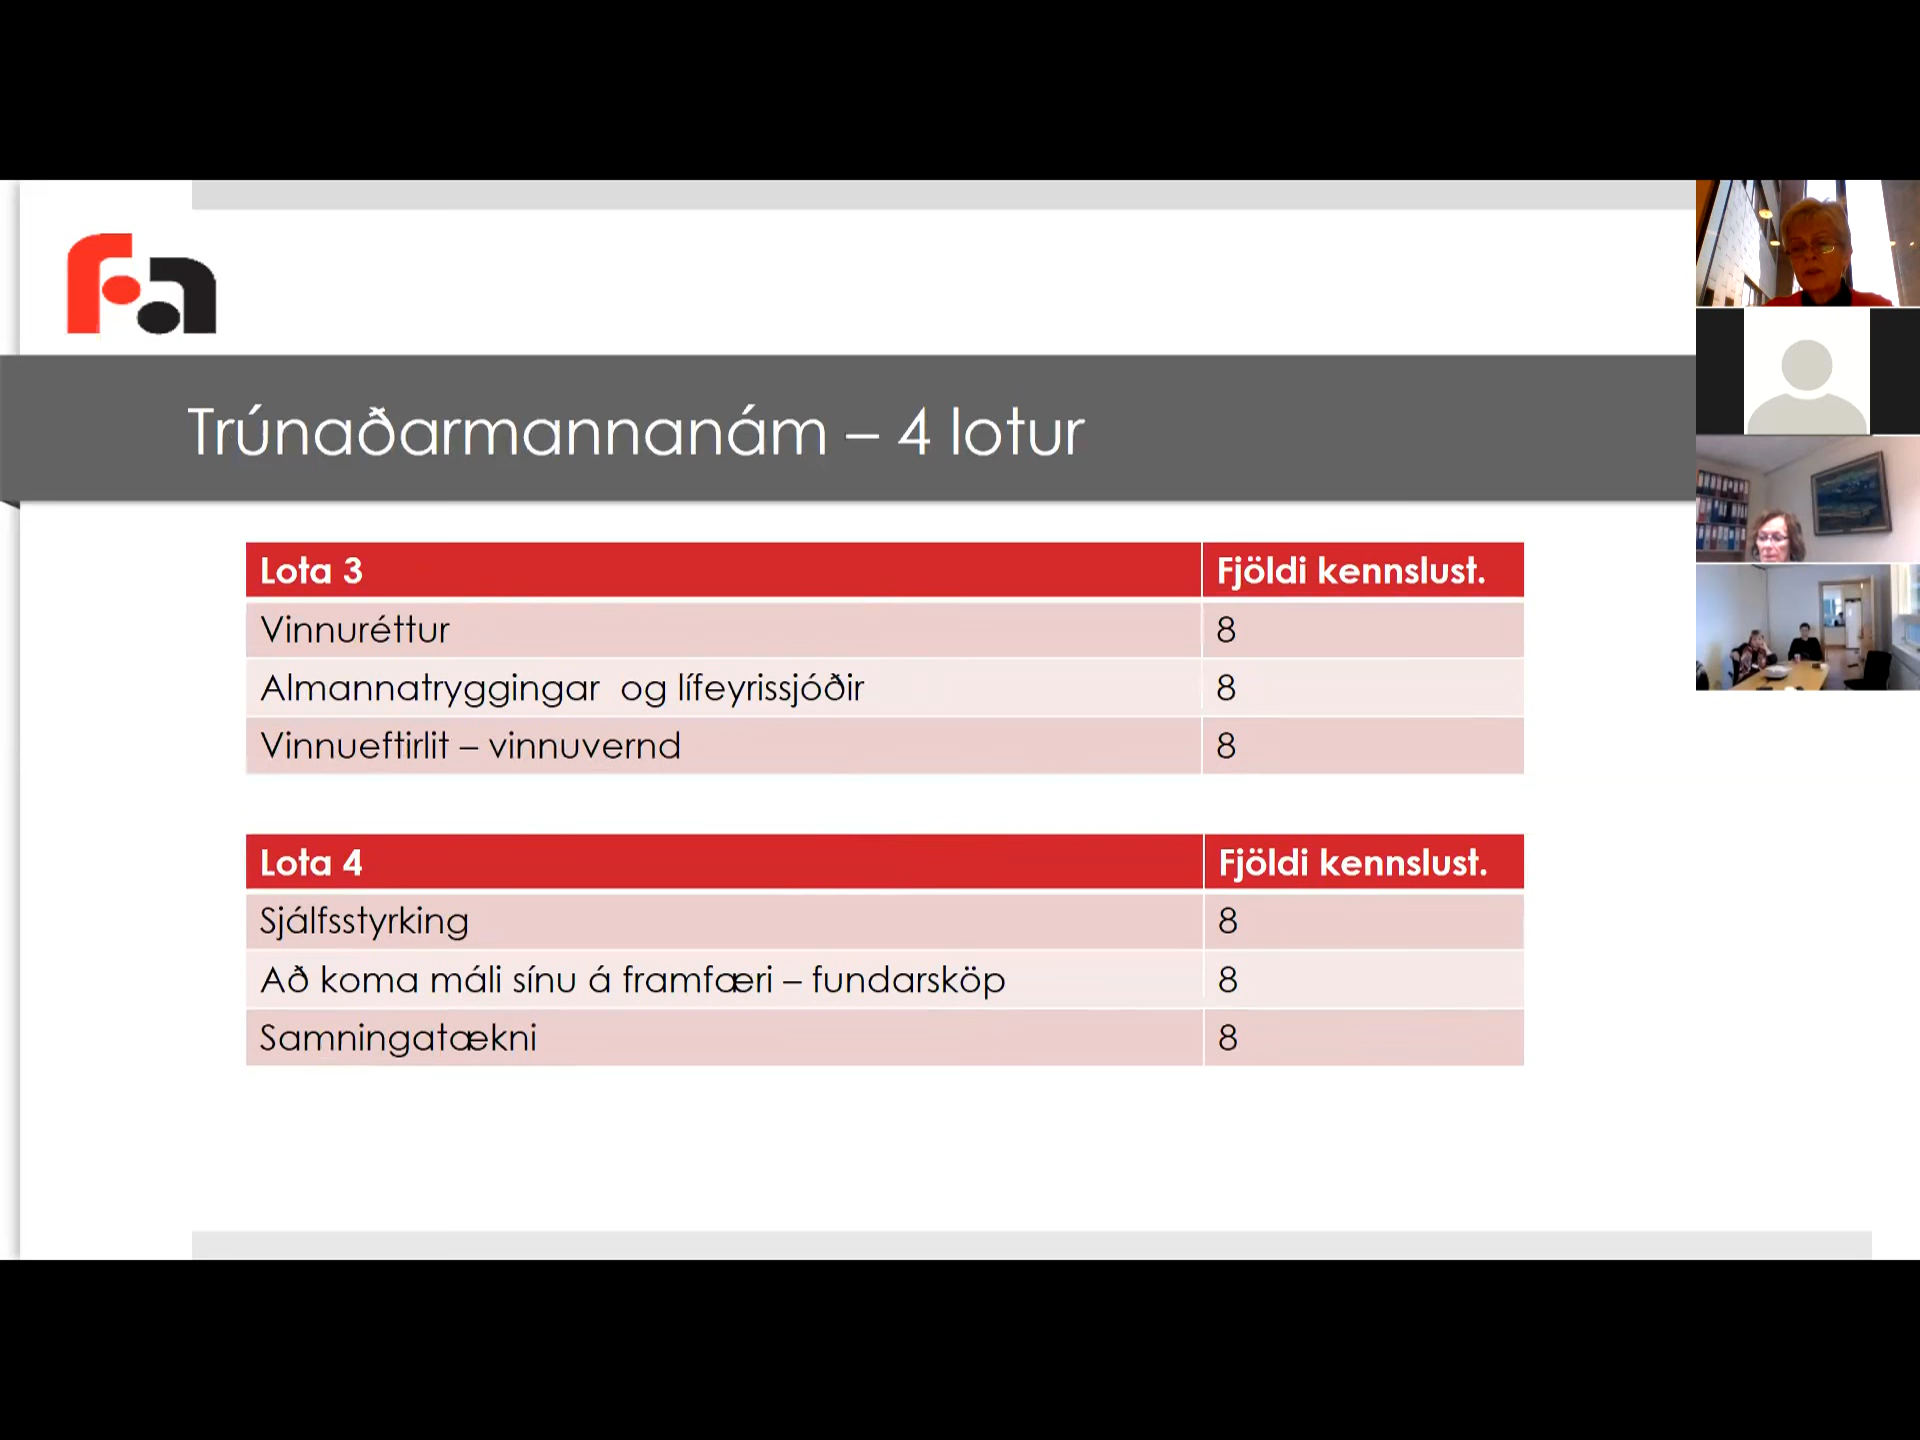 fa
Trúnaðarmannanám – 4 lotur
Lota 3 Fjöldi kennslust.
Vinnuréttur 8
Almannatryggingar og lífeyrissjóðir 8
Vinnueftirlit – vinnuvernd 8
Lota 4 Fjöldi kennslust.
Sjálfsstyrking 8
Að koma máli sínu á framfæri – fundarsköp 8
Samningatækni 8